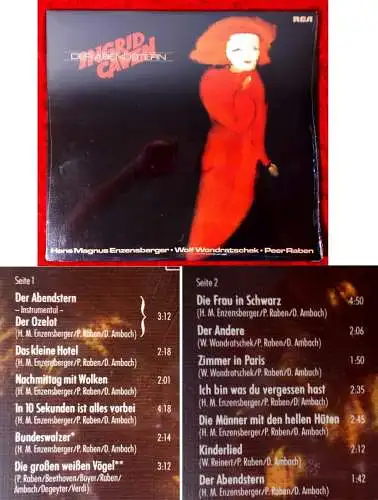 RCA
INGRID
DER ABENDSTERN
CAVEN
Hans Magnus Enzensberger • Wolf Wondratschek • Peer Raben
Seite 1
Der Abendstern
– Instrumental –
Der Ozelot
(H. M. Enzensberger/P. Raben/D. Ambach)
3:12
Das kleine Hotel 2:18
(H. M. Enzensberger/P. Raben/D. Ambach)
Nachmittag mit Wolken 2:01
(H. M. Enzensberger/P. Raben/D. Ambach)
In 10 Sekunden ist alles vorbei 4:18
(H. M. Enzensberger/P. Raben/D. Ambach)
Bundeswalzer* 2:14
(H. M. Enzensberger/P. Raben/D. Ambach)
Die großen weißen Vögel** 3:12
(P. Raben/Beethoven/Boyer/Raben/
Ambach/Degeyter/Verdi)
Seite 2
Die Frau in Schwarz 4:50
(H. M. Enzensberger/P. Raben/D. Ambach)
Der Andere 2:06
(W. Wondratschek/P. Raben/D. Ambach)
Zimmer in Paris 1:50
(W. Wondratschek/P. Raben/D. Ambach)
Ich bin was du vergessen hast 2:35
(H. M. Enzensberger/P. Raben/D. Ambach)
Die Männer mit den hellen Hüten 2:45
(H. M. Enzensberger/P. Raben/D. Ambach)
Kinderlied 2:12
(W. Reinert/P. Raben/D. Ambach)
Der Abendstern 1:42
(H. M. Enzensberger/P. Raben/D. Ambach)